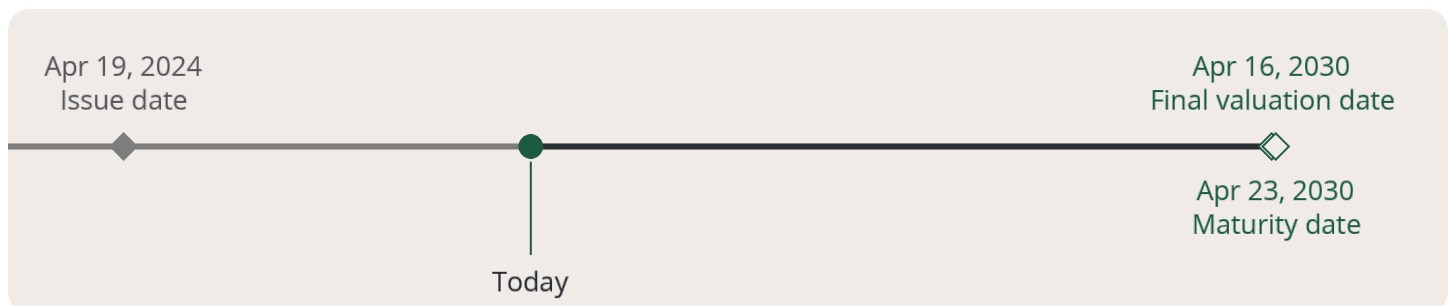 Apr 19, 2024
Issue date
Apr 16, 2030
Final valuation date
Apr 23, 2030
Maturity date
Today